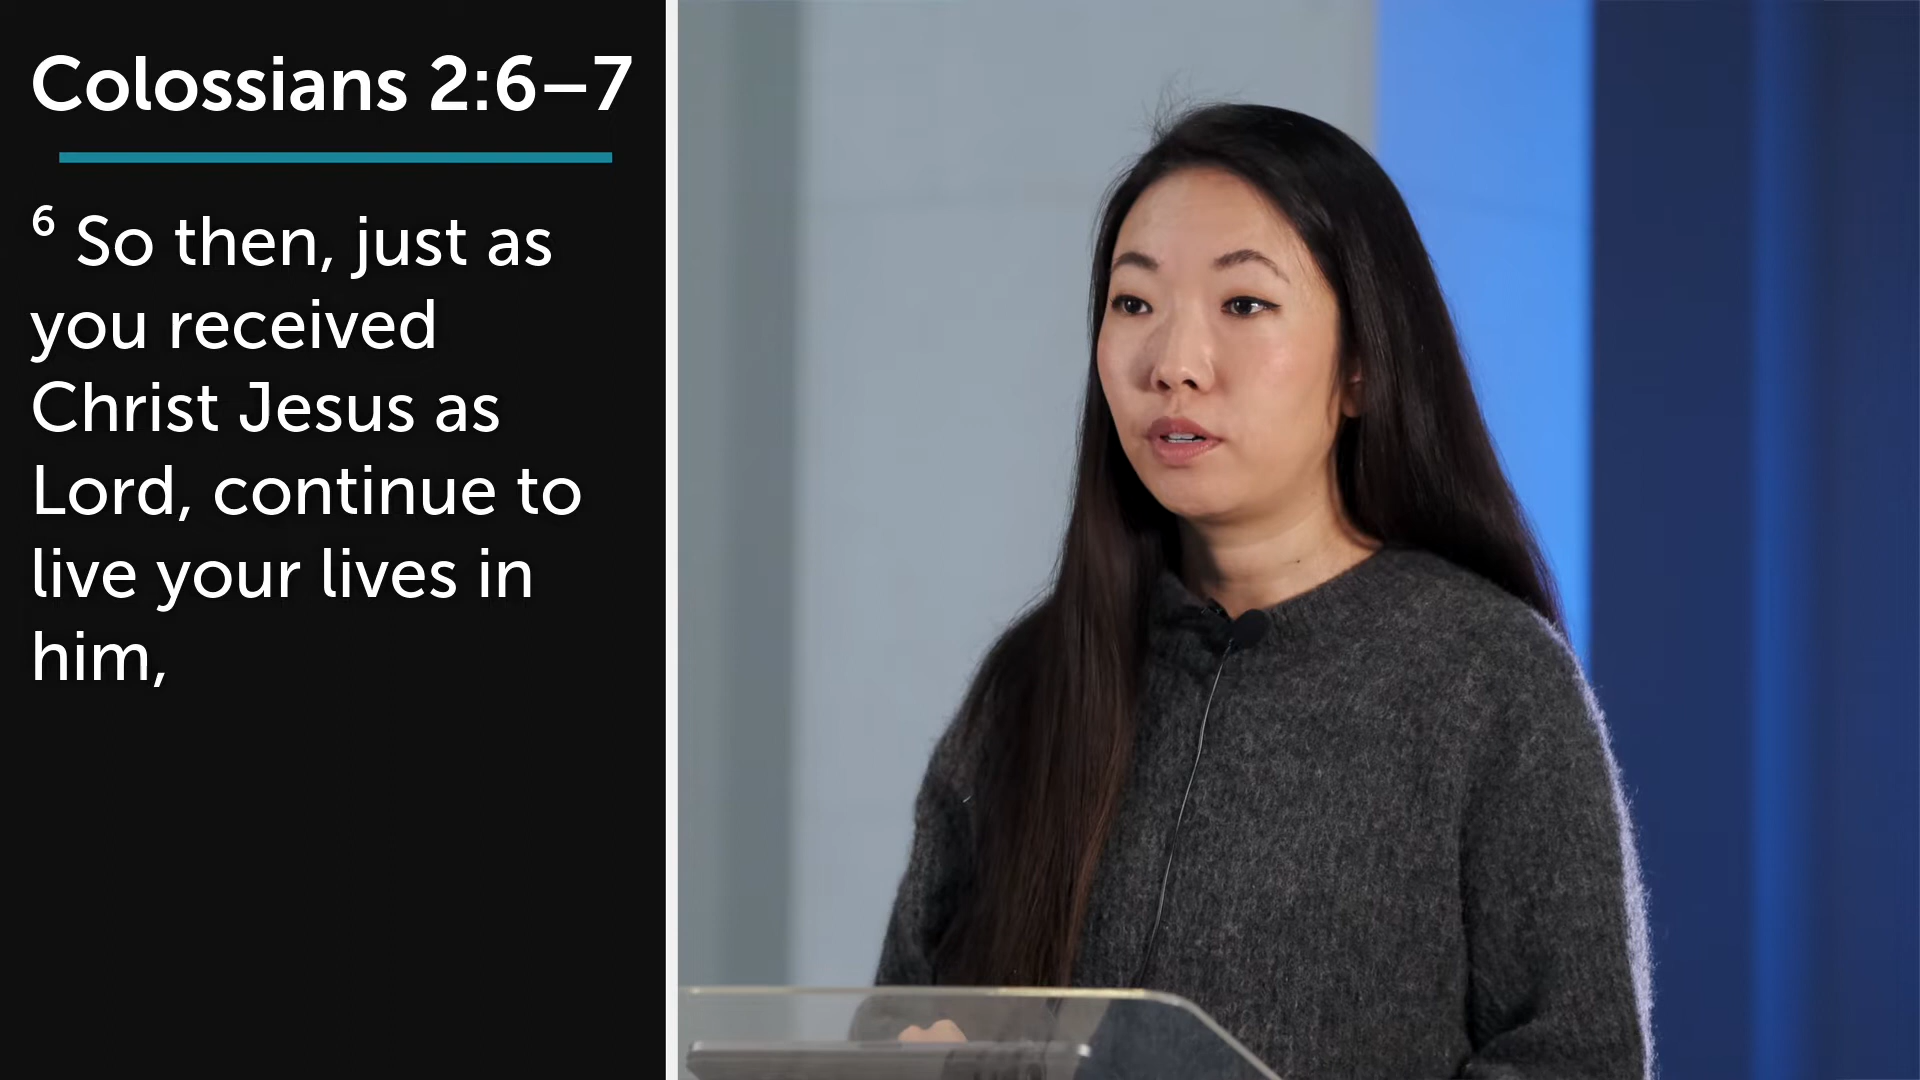 Colossians 2:6–7
⁶ So then, just as
you received
Christ Jesus as
Lord, continue to
live your lives in
him,